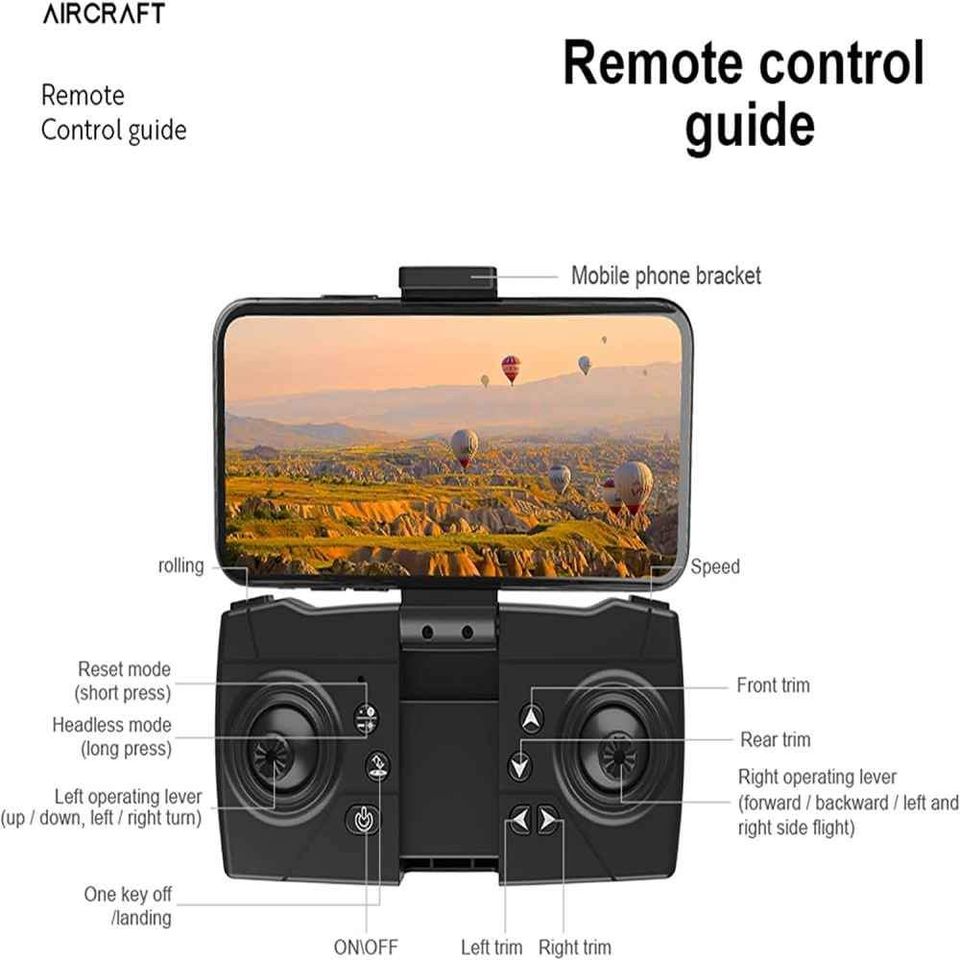 AIRCRAFT
Remote
Control guide
Remote control
guide
Mobile phone bracket
rolling
Speed
Reset mode
(short press)
Headless mode
(long press)
Left operating lever
(up / down, left / right turn)
One key off
/landing
ON\OFF
Left trim
Right trim
Front trim
Rear trim
Right operating lever
(forward / backward / left and
right side flight)